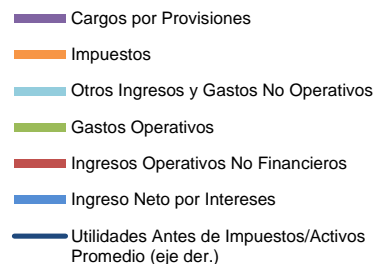 Cargos por Provisiones
Impuestos
Otros Ingresos y Gastos No Operativos
Gastos Operativos
Ingresos Operativos No Financieros
Ingreso Neto por Intereses
Utilidades Antes de Impuestos/Activos
Promedio (eje der.)